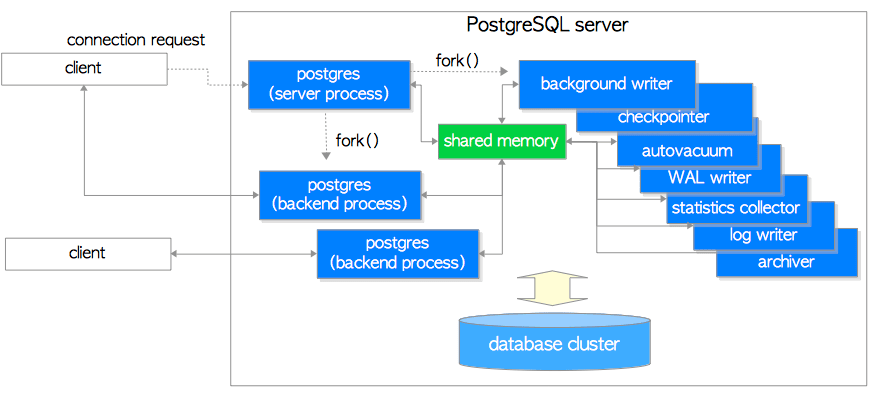 PostgreSQL server
connection request
client
postgres
(server process)
fork()
background writer
checkpointer
fork()
shared memory
autovacuum
WAL writer
postgres
(backend process)
statistics collector
log writer
client
postgres
(backend process)
archiver
database cluster